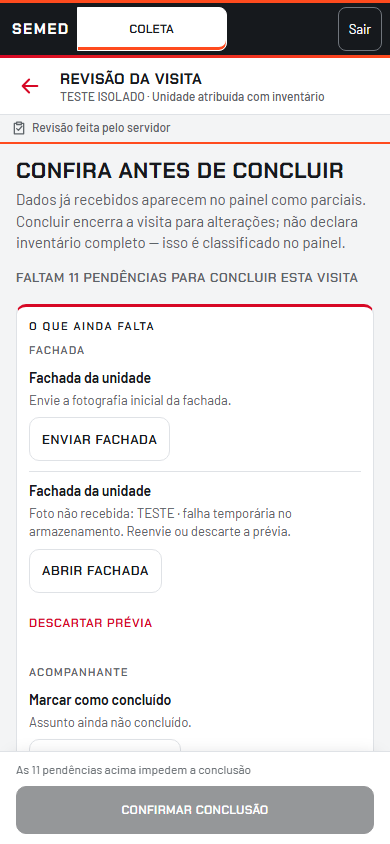 SEMED
COLETA
Sair
REVISÃO DA VISITA
TESTE ISOLADO · Unidade atribuída com inventário
Revisão feita pelo servidor
CONFIRA ANTES DE CONCLUIR
Dados já recebidos aparecem no painel como parciais.
Concluir encerra a visita para alterações; não declara
inventário completo — isso é classificado no painel.
FALTAM 11 PENDÊNCIAS PARA CONCLUIR ESTA VISITA
O QUE AINDA FALTA
FACHADA
Fachada da unidade
Envie a fotografia inicial da fachada.
ENVIAR FACHADA
Fachada da unidade
Foto não recebida: TESTE · falha temporária no
armazenamento. Reenvie ou descarte a prévia.
ABRIR FACHADA
DESCARTAR PRÉVIA
ACOMPANHANTE
Marcar como concluído
Assunto ainda não concluído.
As 11 pendências acima impedem a conclusão
CONFIRMAR CONCLUSÃO